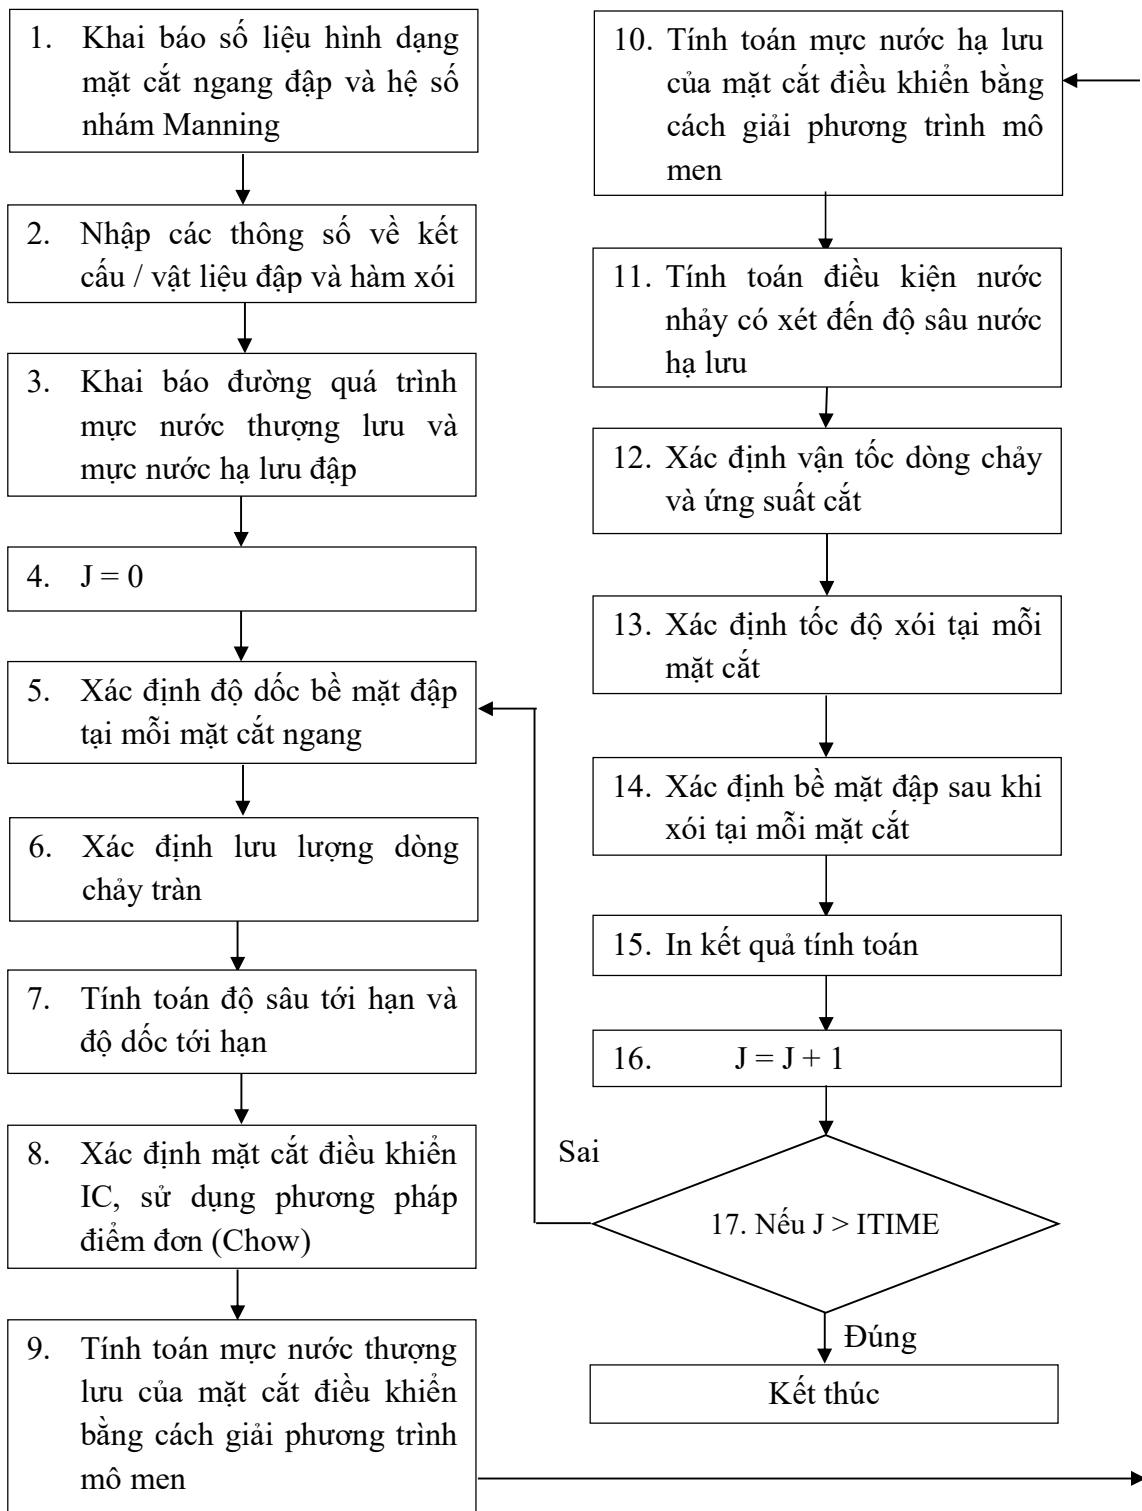 1. Khai báo số liệu hình dạng
mặt cắt ngang đập và hệ số
nhám Manning
2. Nhập các thông số về kết
cấu / vật liệu đập và hàm xói
3. Khai báo đường quá trình
mực nước thượng lưu và
mực nước hạ lưu đập
4. J = 0
5. Xác định độ dốc bề mặt đập
tại mỗi mặt cắt ngang
6. Xác định lưu lượng dòng
chảy tràn
7. Tính toán độ sâu tới hạn và
độ dốc tới hạn
8. Xác định mặt cắt điều khiển
IC, sử dụng phương pháp
điểm đơn (Chow)
9. Tính toán mực nước thượng
lưu của mặt cắt điều khiển
bằng cách giải phương trình
mô men
10. Tính toán mực nước hạ lưu
của mặt cắt điều khiển bằng
cách giải phương trình mô
men
11. Tính toán điều kiện nước
nhảy có xét đến độ sâu nước
hạ lưu
12. Xác định vận tốc dòng chảy
và ứng suất cắt
13. Xác định tốc độ xói tại mỗi
mặt cắt
14. Xác định bề mặt đập sau khi
xói tại mỗi mặt cắt
15. In kết quả tính toán
16. J = J + 1
Sai
17. Nếu J > ITIME
Đúng
Kết thúc